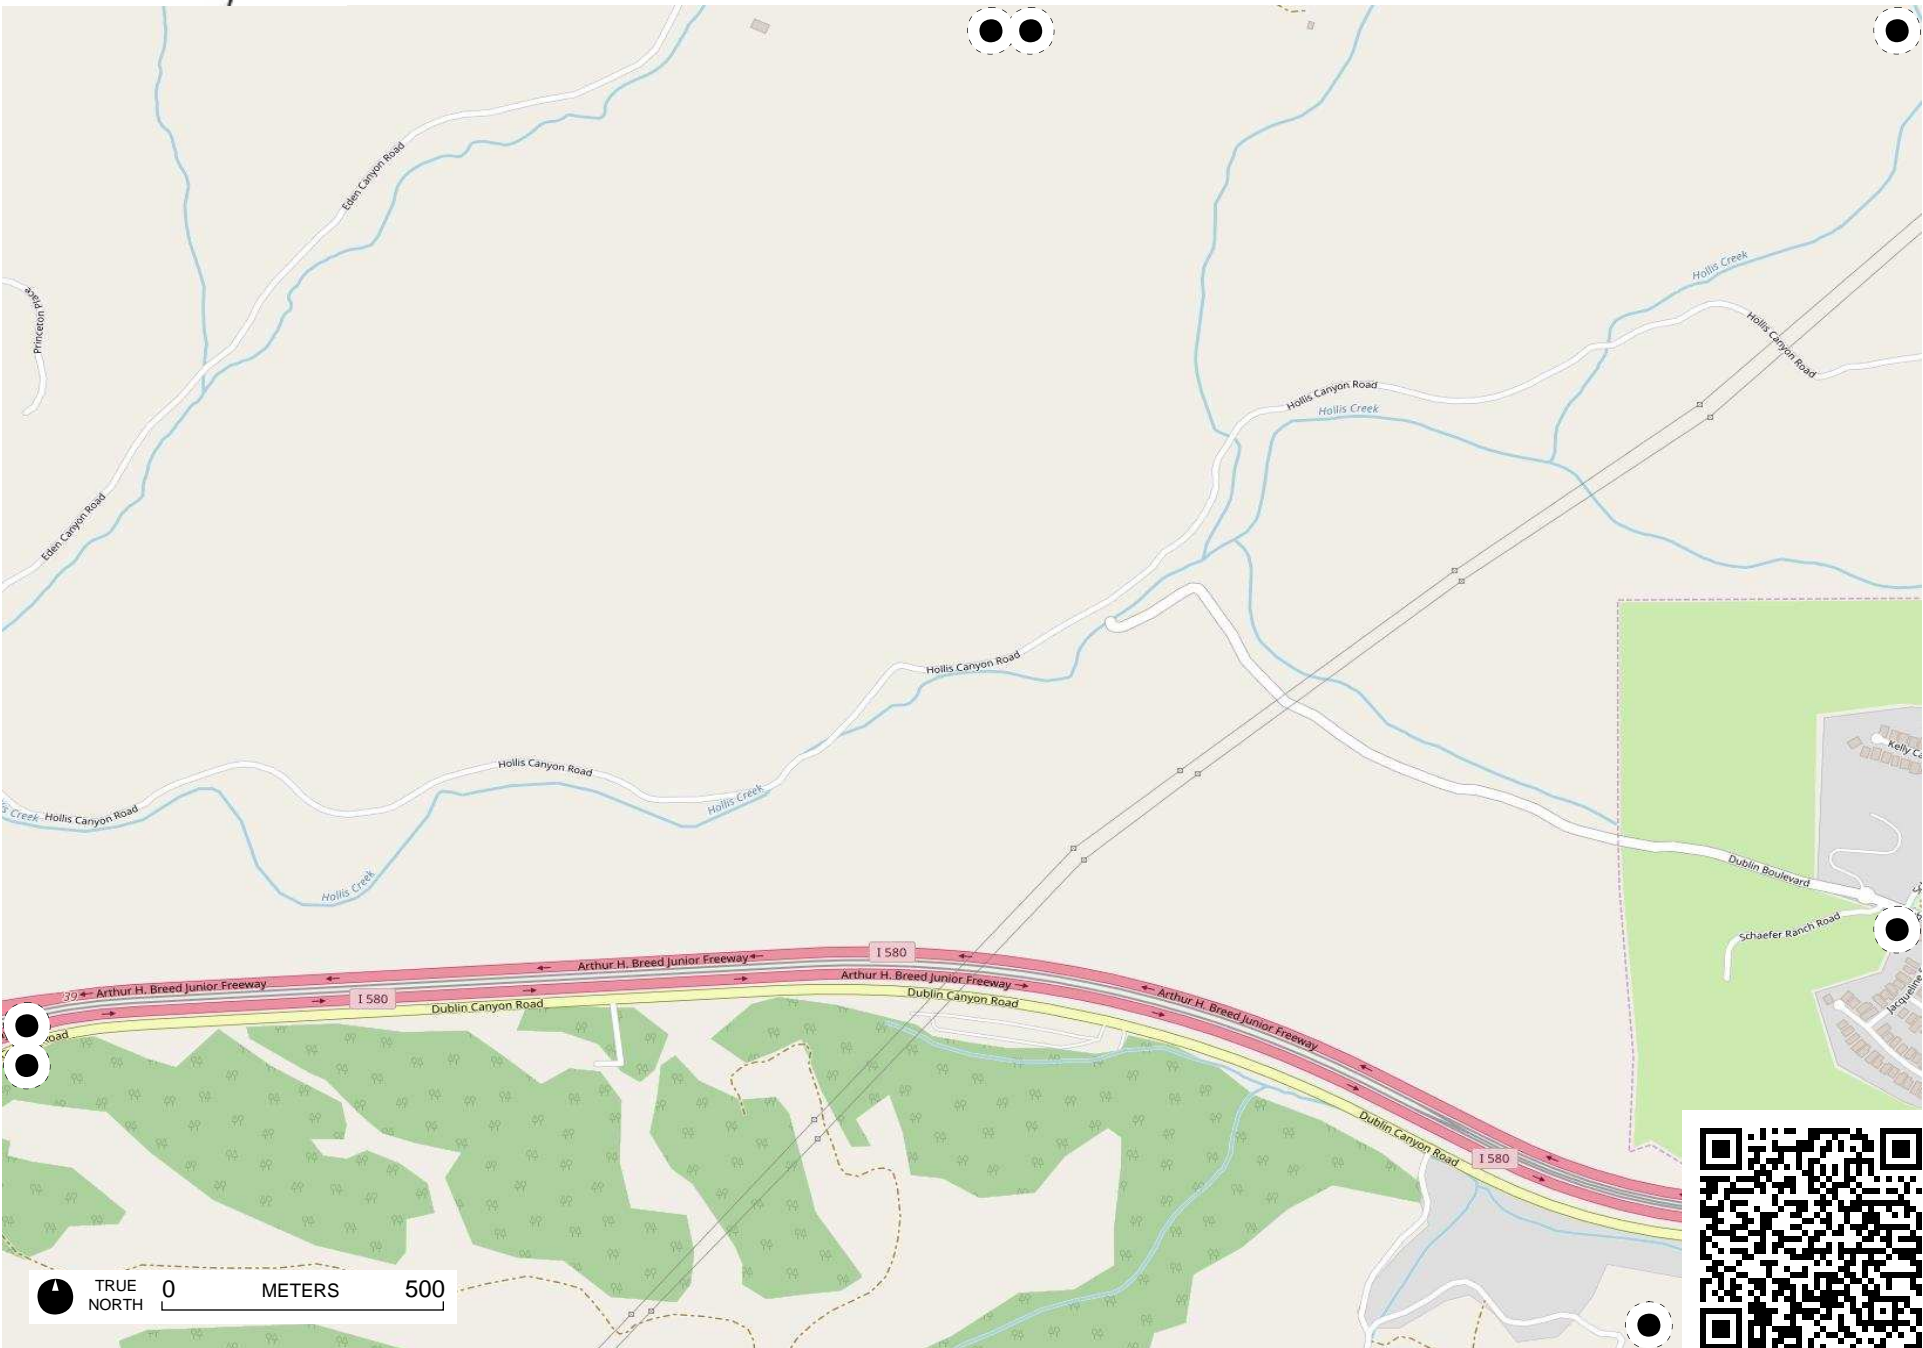 Eden Canyon Road
Hollis Creek
Princeton Place
Hollis Canyon Road
Hollis Canyon Road
Hollis Creek
Eden Canyon Road
Hollis Canyon Road
Kelly
Hollis Canyon Road
Hollis Creek
Creek
Hollis Canyon Road
Dublin Boulevard
Hollis Creek
Schaefer Ranch Road
I 580
Arthur H. Breed Junior Freeway
Arthur H. Breed Junior Freeway
39
Arthur H. Breed Junior Freeway
I 580
Dublin Canyon Road
Dublin Canyon Road
Arthur H. Breed Junior Freeway
Jacqueline
Dublin Canyon Road
I 580
TRUE NORTH
0 METERS 500